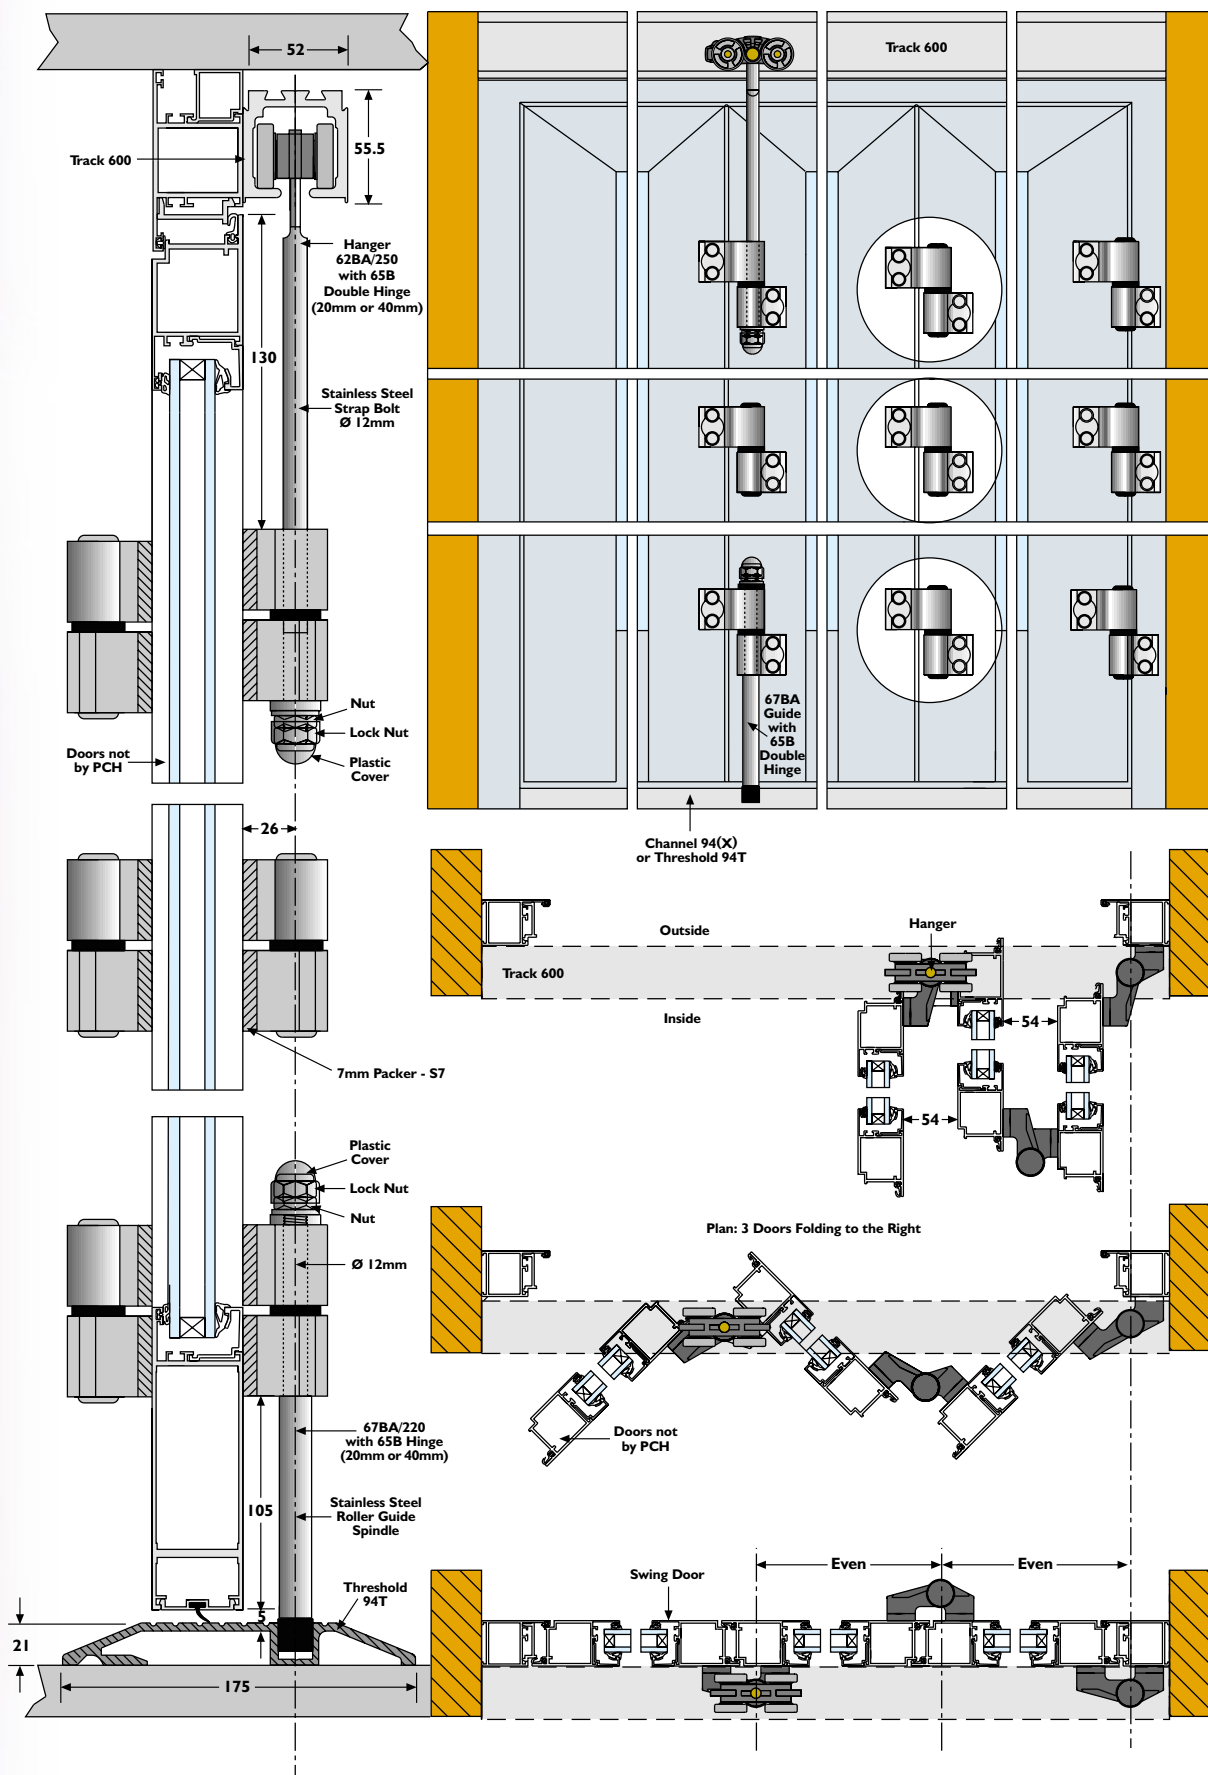 52
Track 600
55.5
Track 600
Hanger
62BA/250
with 65B
Double Hinge
(20mm or 40mm)
130
Stainless Steel
Strap Bolt
Ø 12mm
Nut
Lock Nut
Plastic
Cover
Doors not
by PCH
67BA
Guide
with
65B
Double
Hinge
26
Channel 94(X)
or Threshold 94T
Outside
Hanger
Track 600
Inside
54
7mm Packer - S7
54
Plastic
Cover
Lock Nut
Nut
Plan: 3 Doors Folding to the Right
Ø 12mm
Doors not
by PCH
67BA/220
with 65B Hinge
(20mm or 40mm)
105
Stainless Steel
Roller Guide
Spindle
Even
Even
Swing Door
Threshold
94T
5
21
175